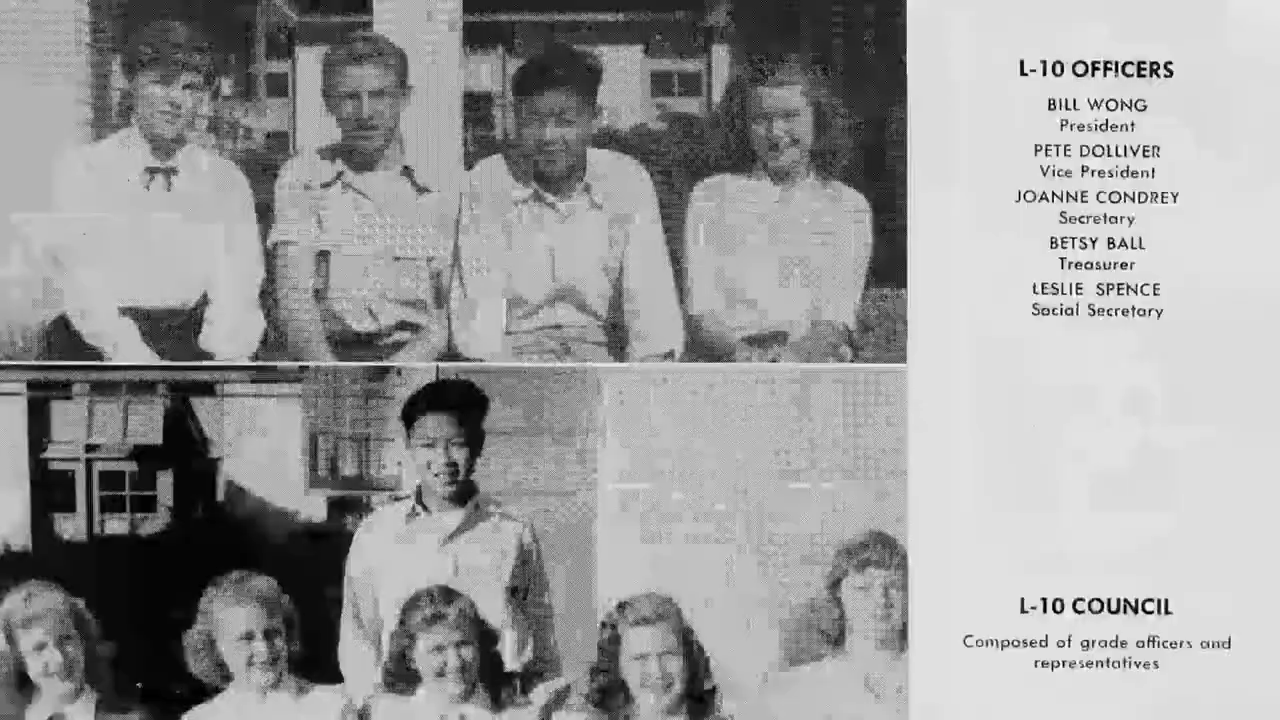 L-10 OFFICERS
BILL WONG
President
PETE DOLLIVER
Vice President
JOANNE CONDREY
Secretary
BETSY BALL
Treasurer
LESLIE SPENCE
Social Secretary
L-10 COUNCIL
Composed of grade officers and
representatives